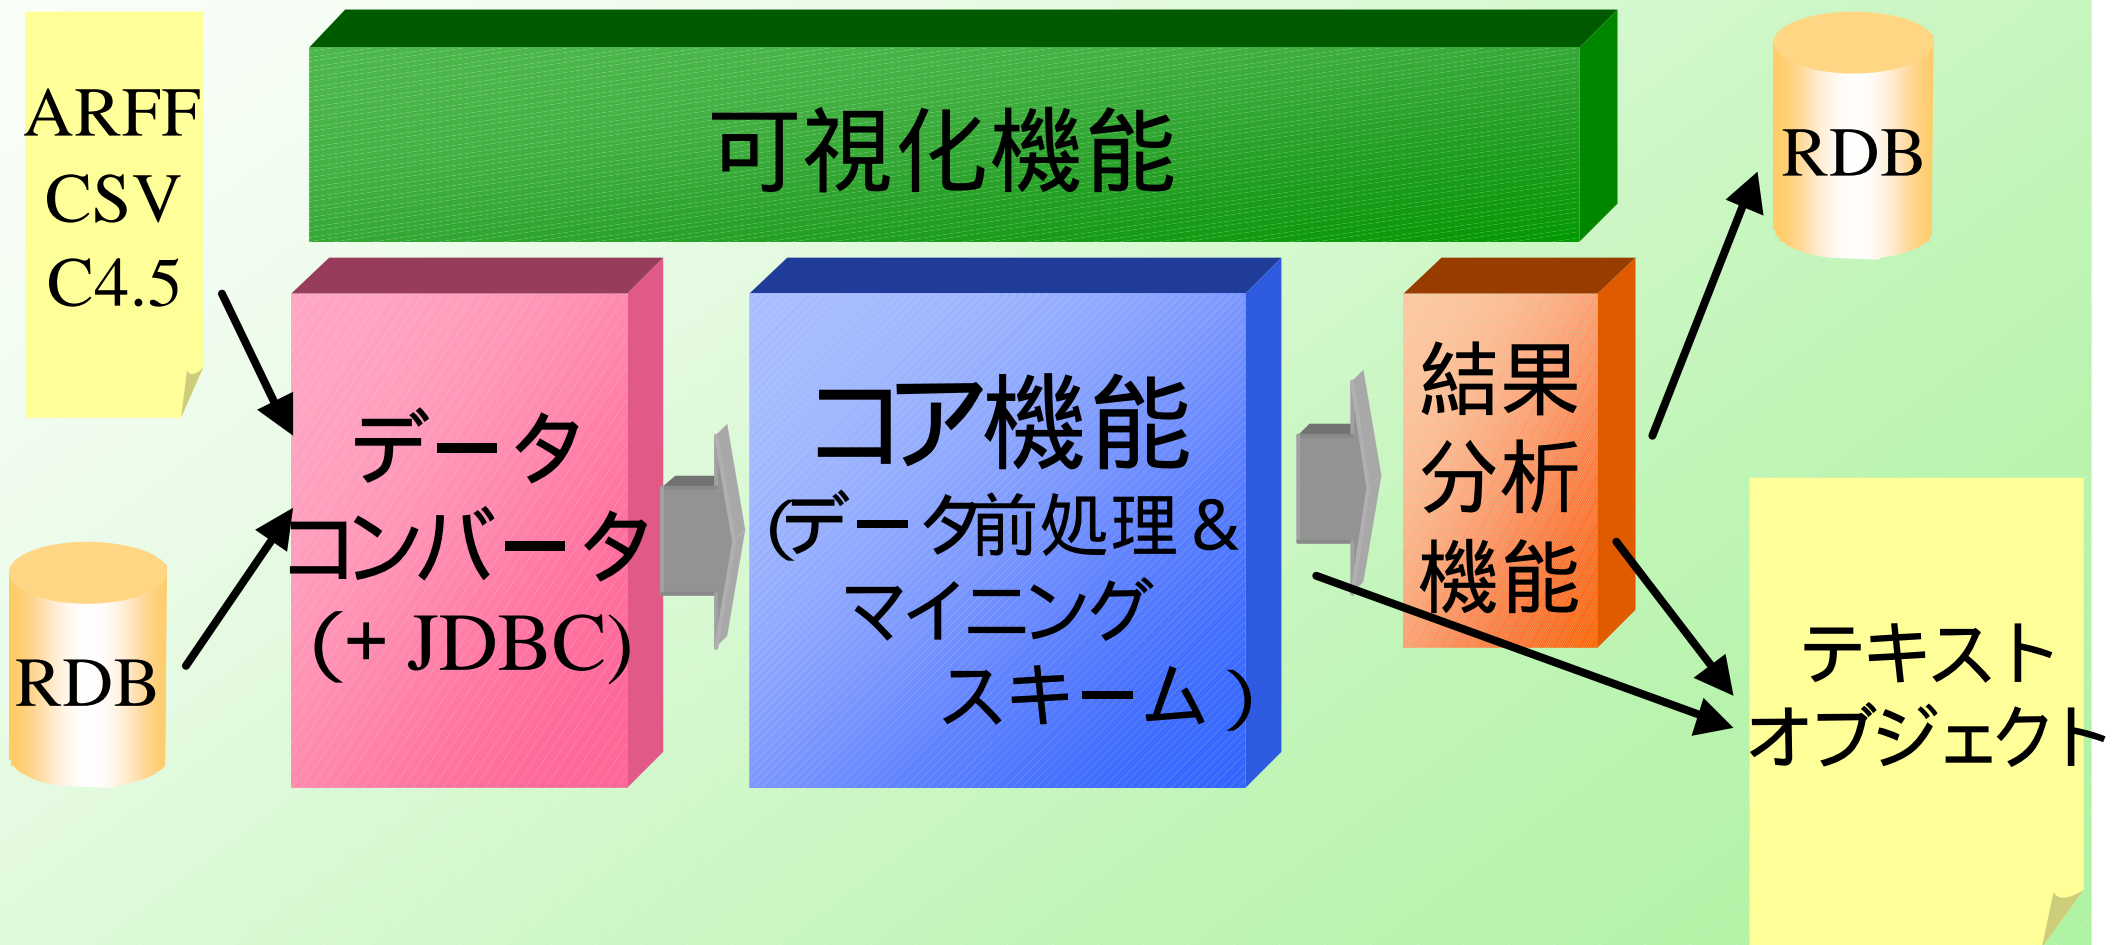 ARFF
CSV
C4.5
RDB
可視化機能
データ
コンバータ
(+ JDBC)
コア機能
(データ前処理&
マイニング
スキーム)
結果
分析
機能
RDB
テキスト
オブジェクト